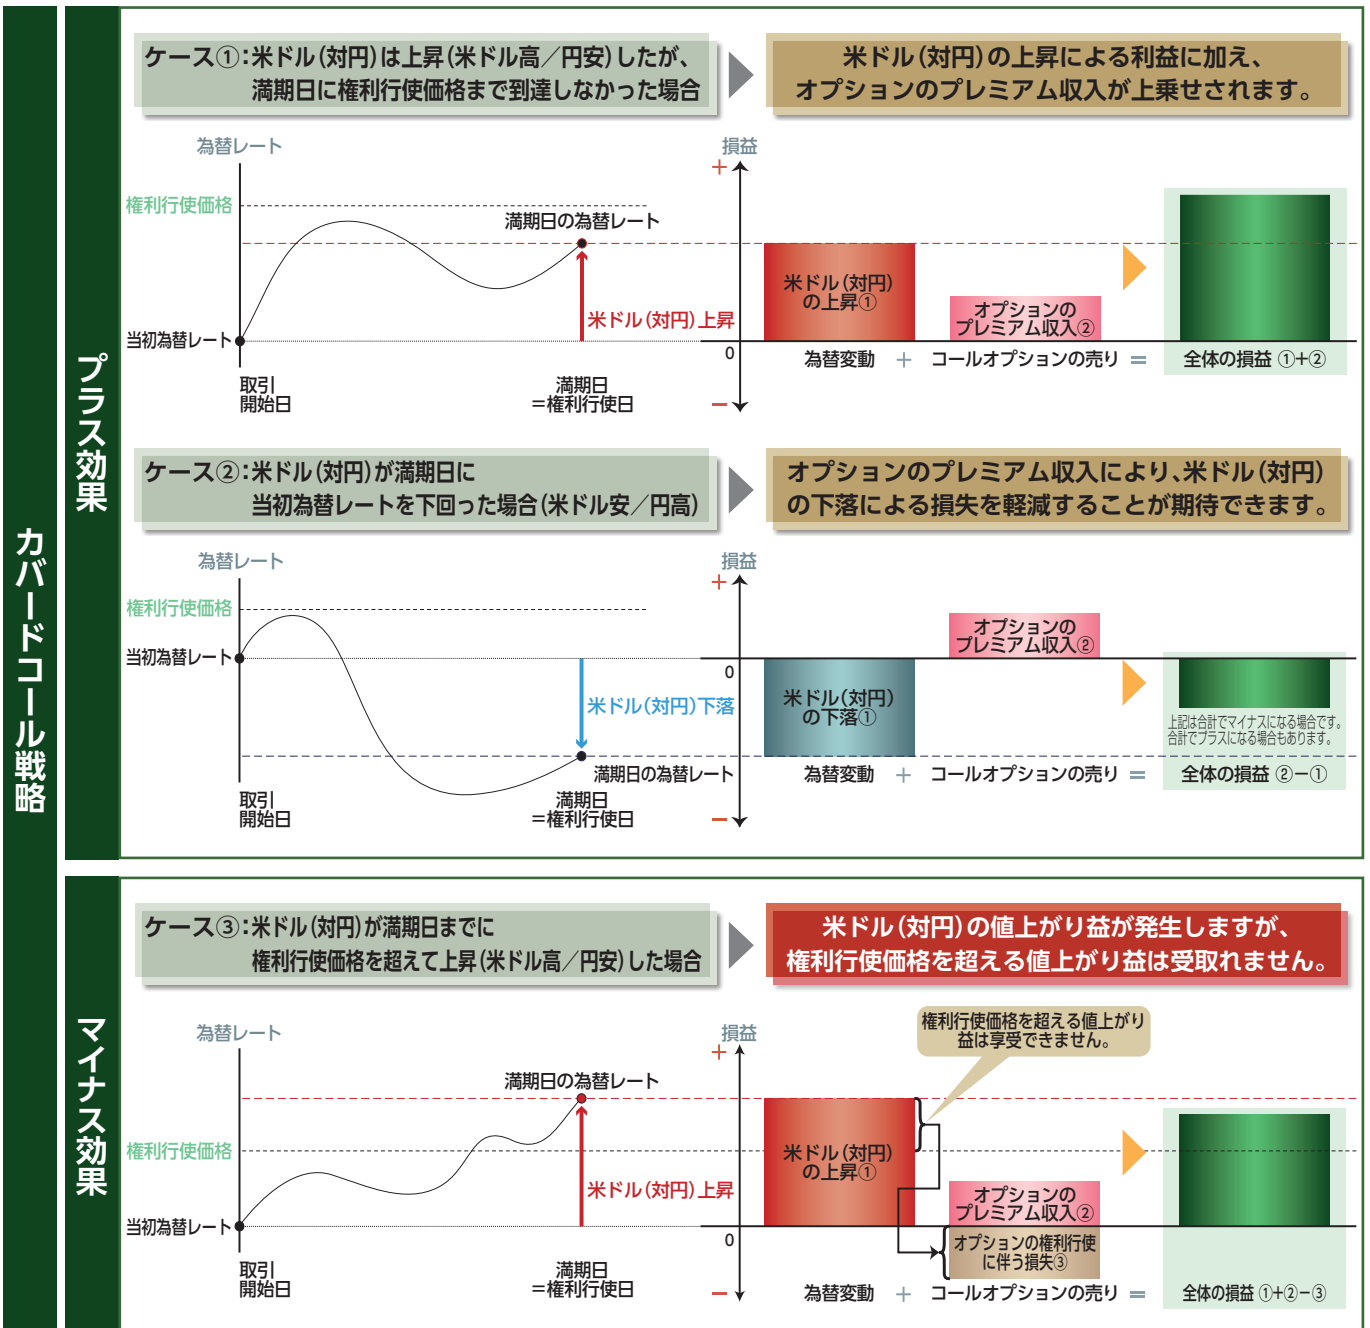 カバードコール戦略
プラス効果
ケース①:米ドル(対円)は上昇(米ドル高／円安)したが、
満期日に権利行使価格まで到達しなかった場合
米ドル(対円)の上昇による利益に加え、
オプションのプレミアム収入が上乗せされます。
為替レート
権利行使価格
満期日の為替レート
米ドル(対円)上昇
当初為替レート
取引
開始日
満期日
＝権利行使日
損益
＋
0
－
米ドル(対円)
の上昇①
オプションの
プレミアム収入②
為替変動 ＋ コールオプションの売り ＝ 全体の損益 ①+②
ケース②:米ドル(対円)が満期日に
当初為替レートを下回った場合(米ドル安／円高)
オプションのプレミアム収入により、米ドル(対円)
の下落による損失を軽減することが期待できます。
為替レート
権利行使価格
当初為替レート
米ドル(対円)下落
満期日の為替レート
取引
開始日
満期日
＝権利行使日
損益
＋
0
－
米ドル(対円)
の下落①
オプションの
プレミアム収入②
上記は合計でマイナスになる場合です。
合計でプラスになる場合もあります。
為替変動 ＋ コールオプションの売り ＝ 全体の損益 ②－①
マイナス効果
ケース③:米ドル(対円)が満期日までに
権利行使価格を超えて上昇(米ドル高／円安)した場合
米ドル(対円)の値上がり益が発生しますが、
権利行使価格を超える値上がり益は受取れません。
為替レート
満期日の為替レート
権利行使価格
米ドル(対円)上昇
当初為替レート
取引
開始日
満期日
＝権利行使日
損益
＋
0
－
権利行使価格を超える値上がり
益は享受できません。
米ドル(対円)
の上昇①
オプションの
プレミアム収入②
オプションの権利行使
に伴う損失③
為替変動 ＋ コールオプションの売り ＝ 全体の損益 ①+②－③